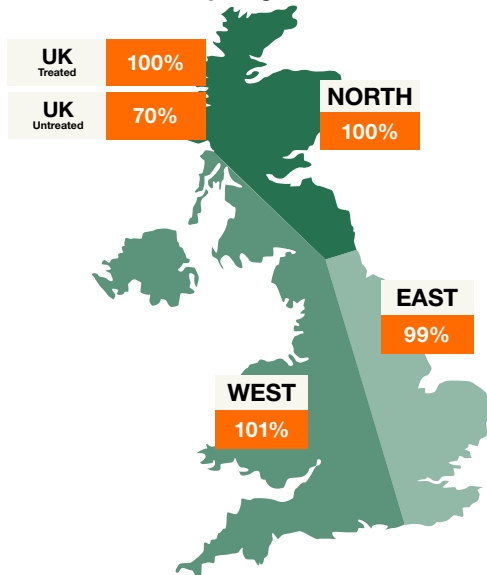 UK
Treated
100%
UK
Untreated
70%
NORTH
100%
EAST
99%
WEST
101%